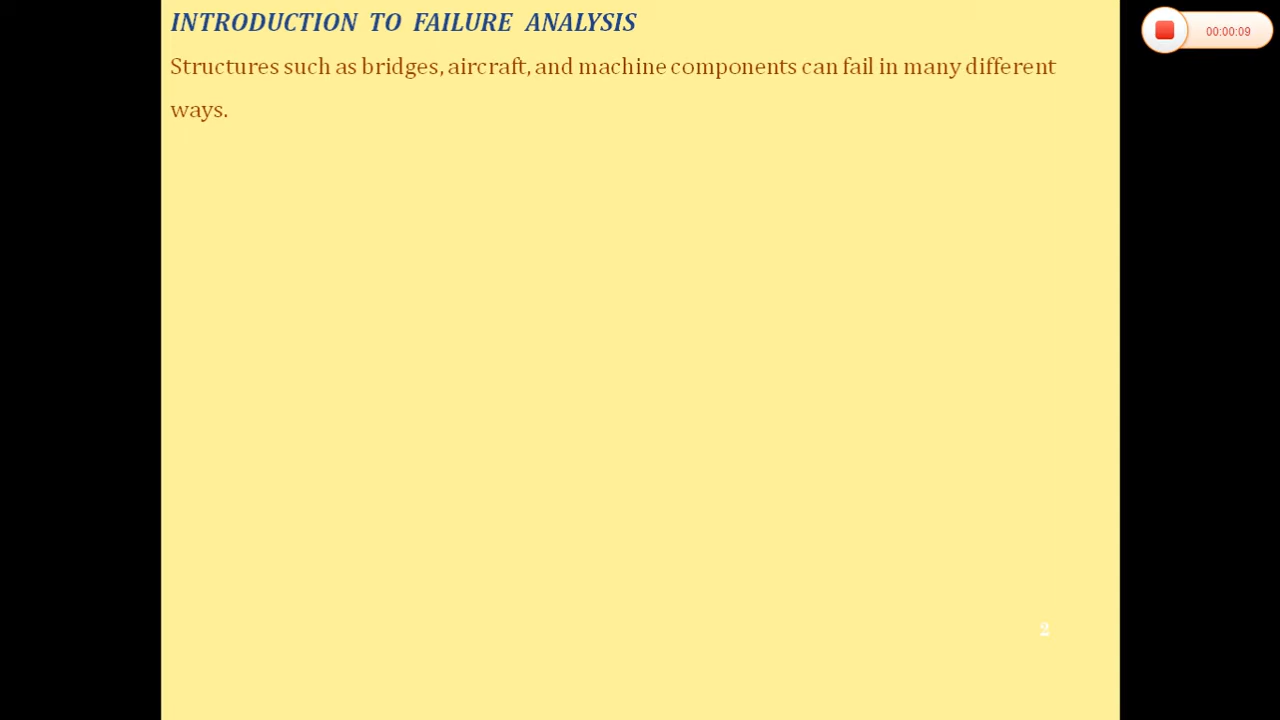 INTRODUCTION TO FAILURE ANALYSIS
00:00:09
Structures such as bridges, aircraft, and machine components can fail in many different
ways.
2